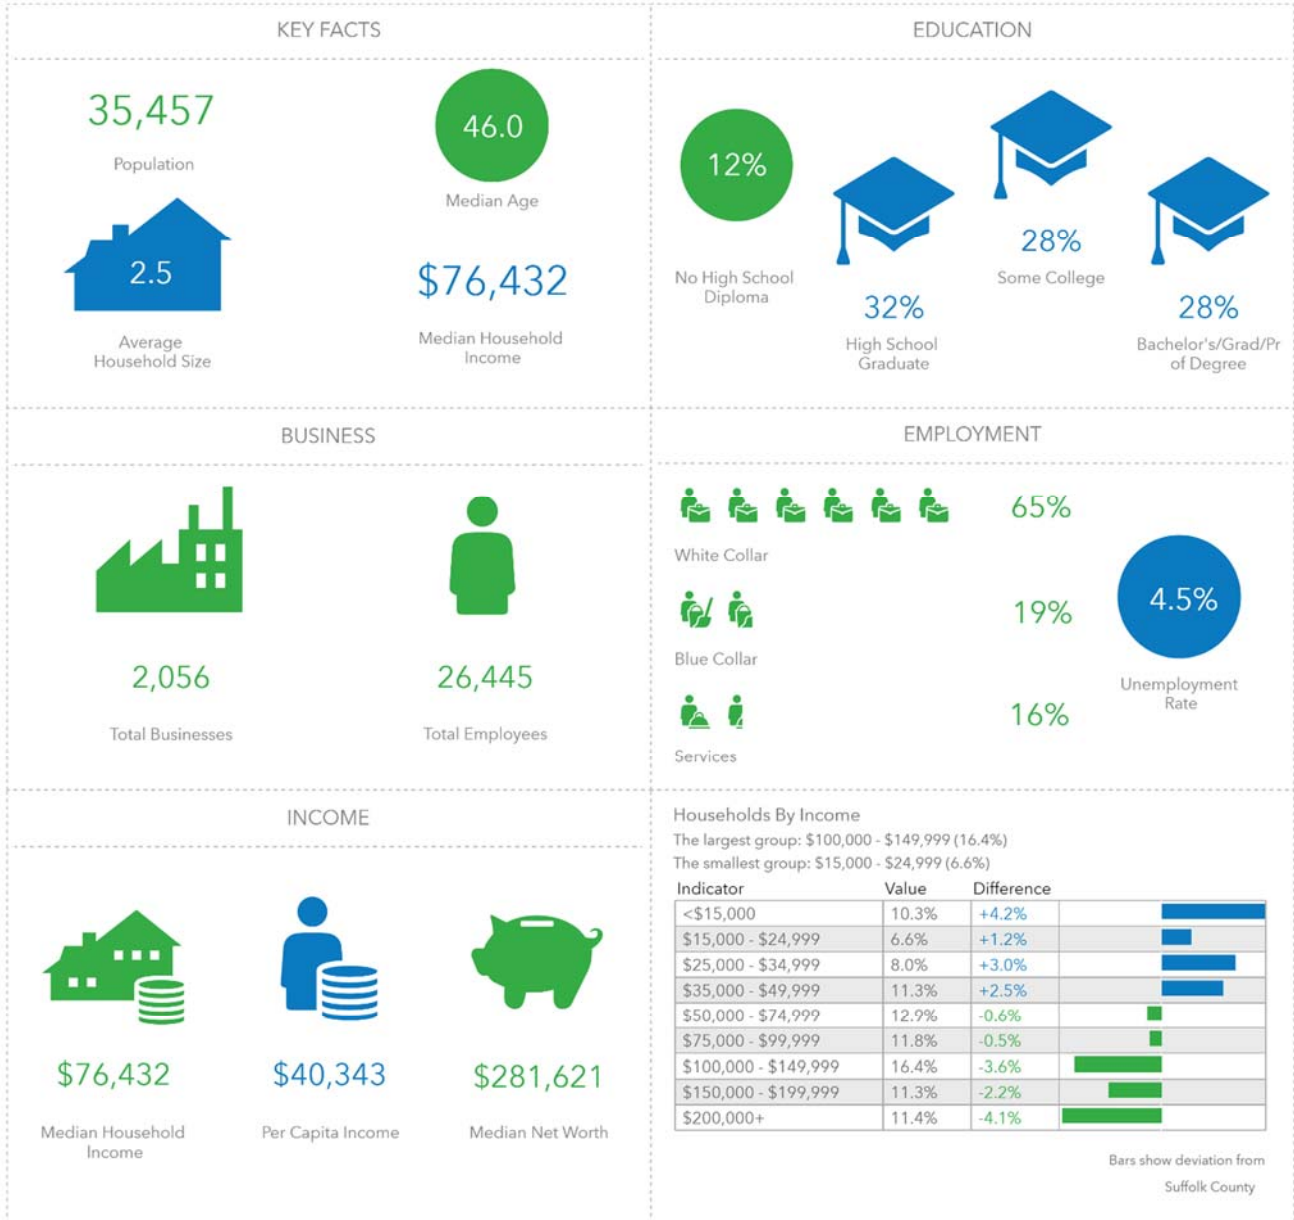 KEY FACTS
35,457
Population
46.0
Median Age
2.5
Average
Household Size
$76,432
Median Household
Income
EDUCATION
12%
No High School
Diploma
32%
High School
Graduate
28%
Some College
28%
Bachelor's/Grad/Pr
of Degree
BUSINESS
2,056
Total Businesses
26,445
Total Employees
EMPLOYMENT
65%
White Collar
19%
Blue Collar
16%
Services
4.5%
Unemployment
Rate
INCOME
$76,432
Median Household
Income
$40,343
Per Capita Income
$281,621
Median Net Worth
Households By Income
The largest group: $100,000 - $149,999 (16.4%)
The smallest group: $15,000 - $24,999 (6.6%)
Indicator Value Difference
<$15,000 10.3% +4.2%
$15,000 - $24,999 6.6% +1.2%
$25,000 - $34,999 8.0% +3.0%
$35,000 - $49,999 11.3% +2.5%
$50,000 - $74,999 12.9% -0.6%
$75,000 - $99,999 11.8% -0.5%
$100,000 - $149,999 16.4% -3.6%
$150,000 - $199,999 11.3% -2.2%
$200,000+ 11.4% -4.1%
Bars show deviation from
Suffolk County